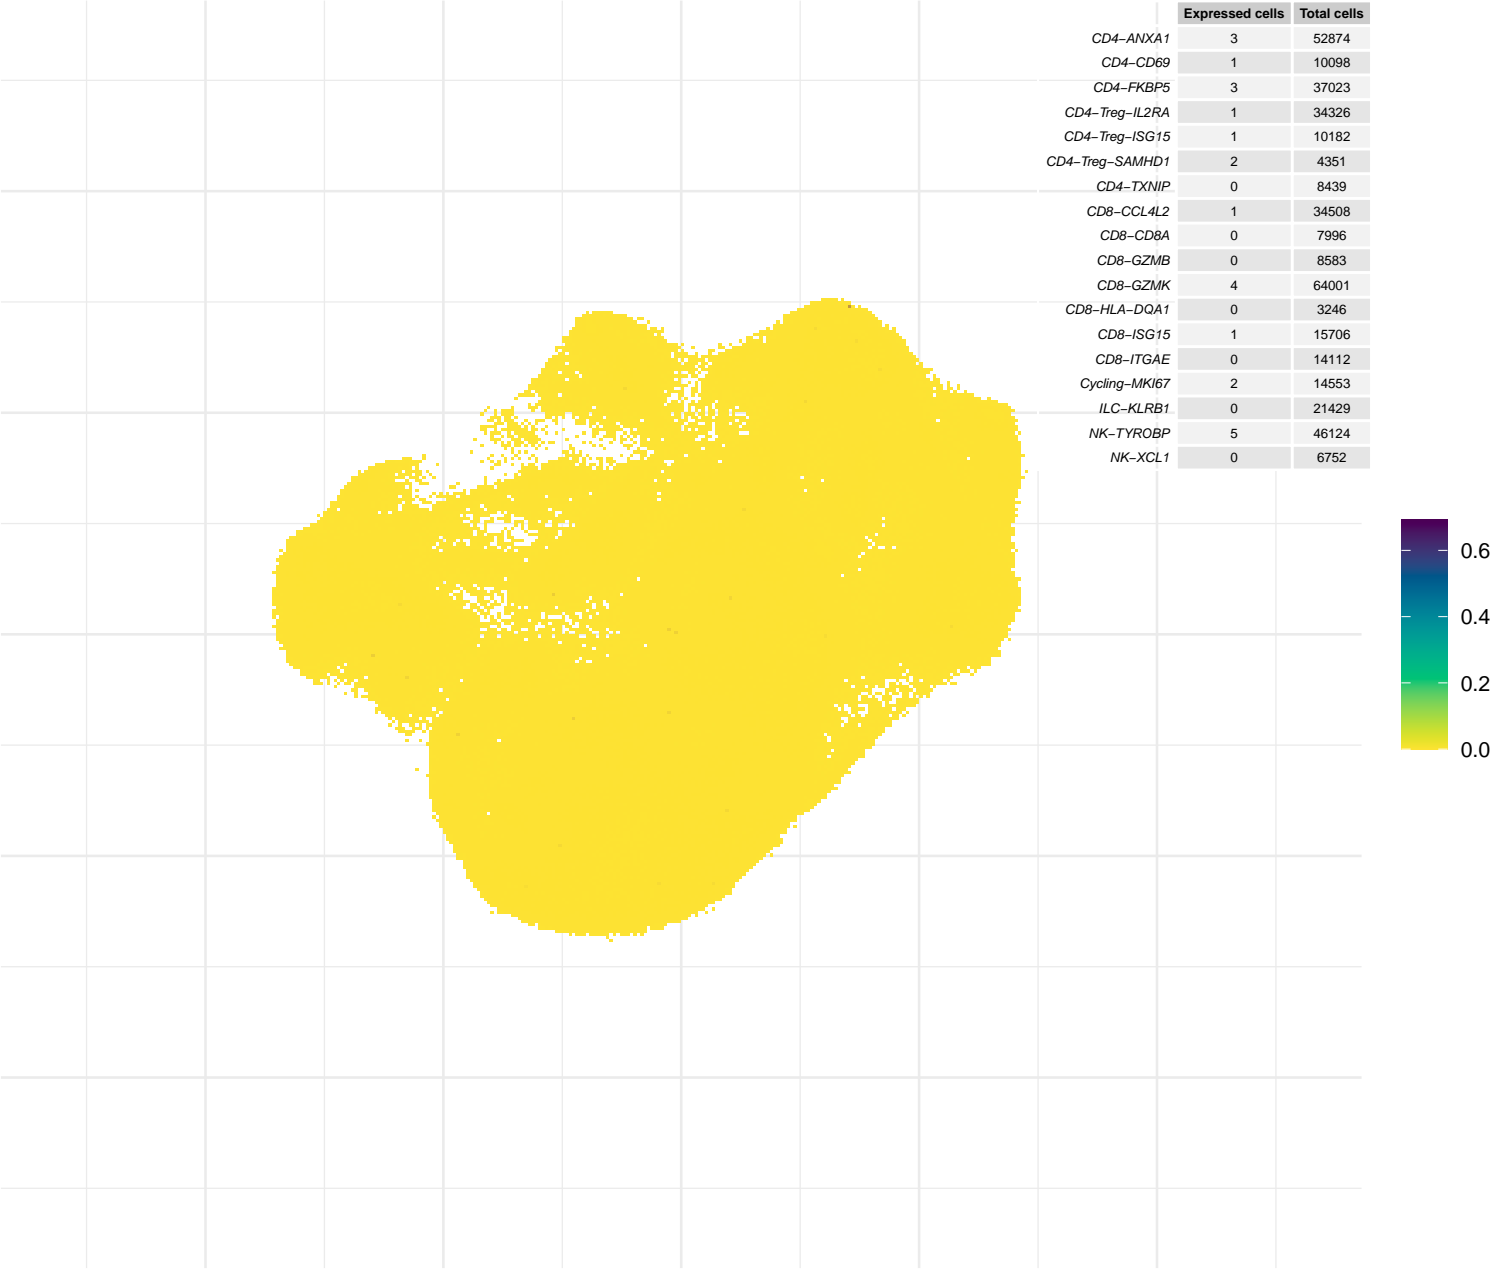 Expressed cells Total cells
CD4−ANXA1 3 52874
CD4−CD69 1 10098
CD4−FKBP5 3 37023
CD4−Treg−IL2RA 1 34326
CD4−Treg−ISG15 1 10182
CD4−Treg−SAMHD1 2 4351
CD4−TXNIP 0 8439
CD8−CCL4L2 1 34508
CD8−CD8A 0 7996
CD8−GZMB 0 8583
CD8−GZMK 4 64001
CD8−HLA−DQA1 0 3246
CD8−ISG15 1 15706
CD8−ITGAE 0 14112
Cycling−MKI67 2 14553
ILC−KLRB1 0 21429
NK−TYROBP 5 46124
NK−XCL1 0 6752
0.6
0.4
0.2
0.0